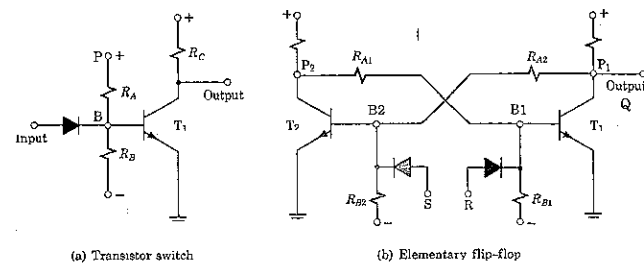 +
R_C
P +
R_A
Output
B
T_1
Input
R_B
−
(a) Transistor switch
+
+
P_2
R_A1
R_A2
P_1
Output
Q
B2
B1
T_2
T_1
R_B2
S
R
R_B1
−
−
(b) Elementary flip-flop